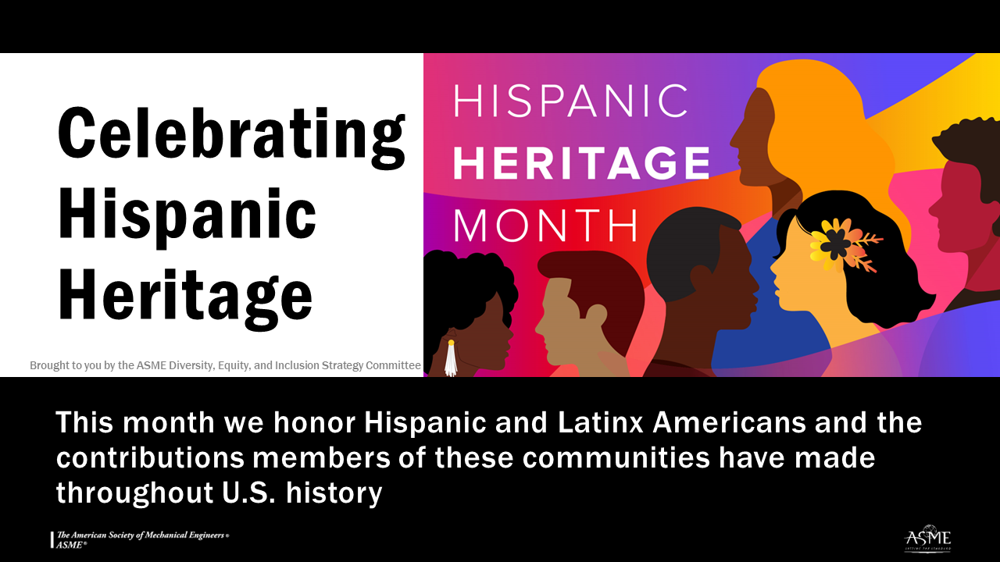 Celebrating
Hispanic
Heritage
Brought to you by the ASME Diversity, Equity, and Inclusion Strategy Committee
HISPANIC
HERITAGE
MONTH
This month we honor Hispanic and Latinx Americans and the
contributions members of these communities have made
throughout U.S. history
The American Society of Mechanical Engineers®
ASME®
ASME
SETTING THE STANDARD